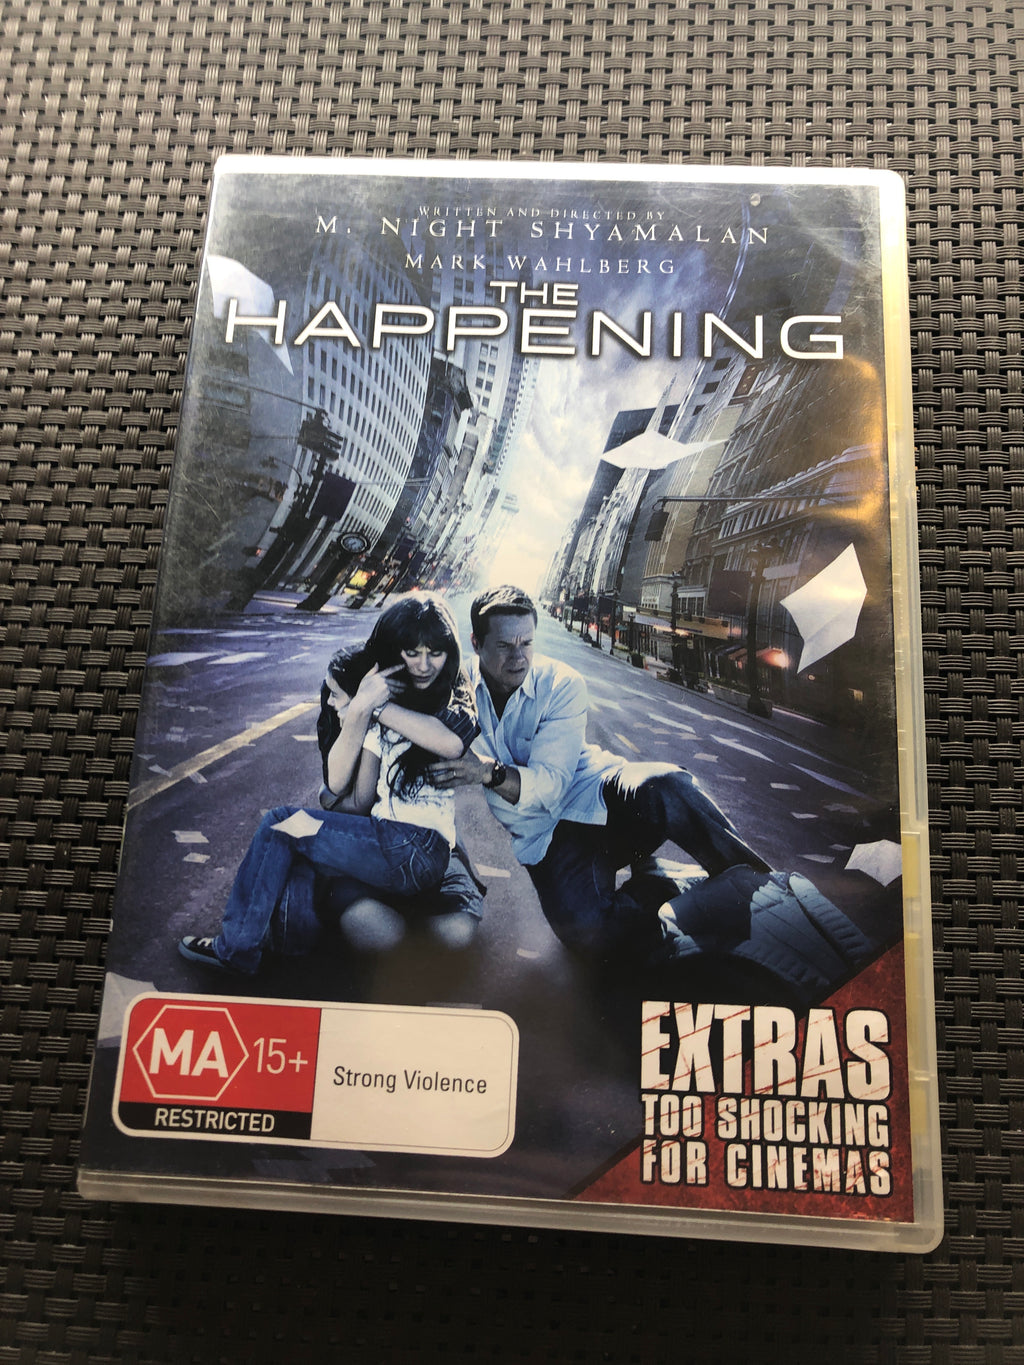 WRITTEN AND DIRECTED BY
M. NIGHT SHYAMALAN
MARK WAHLBERG
THE
HAPPENING
MA 15+
RESTRICTED
Strong Violence
EXTRAS
TOO SHOCKING
FOR CINEMAS